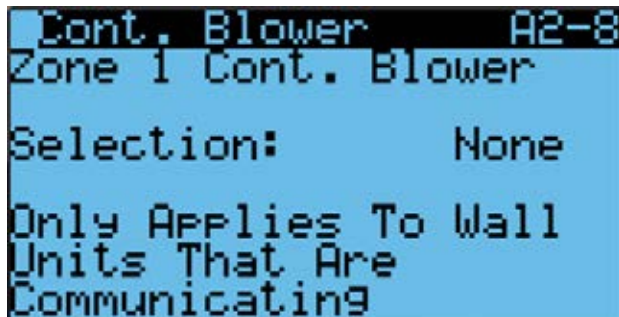 Cont. Blower A2-8
Zone 1 Cont. Blower
Selection: None
Only Applies To Wall
Units That Are
Communicating